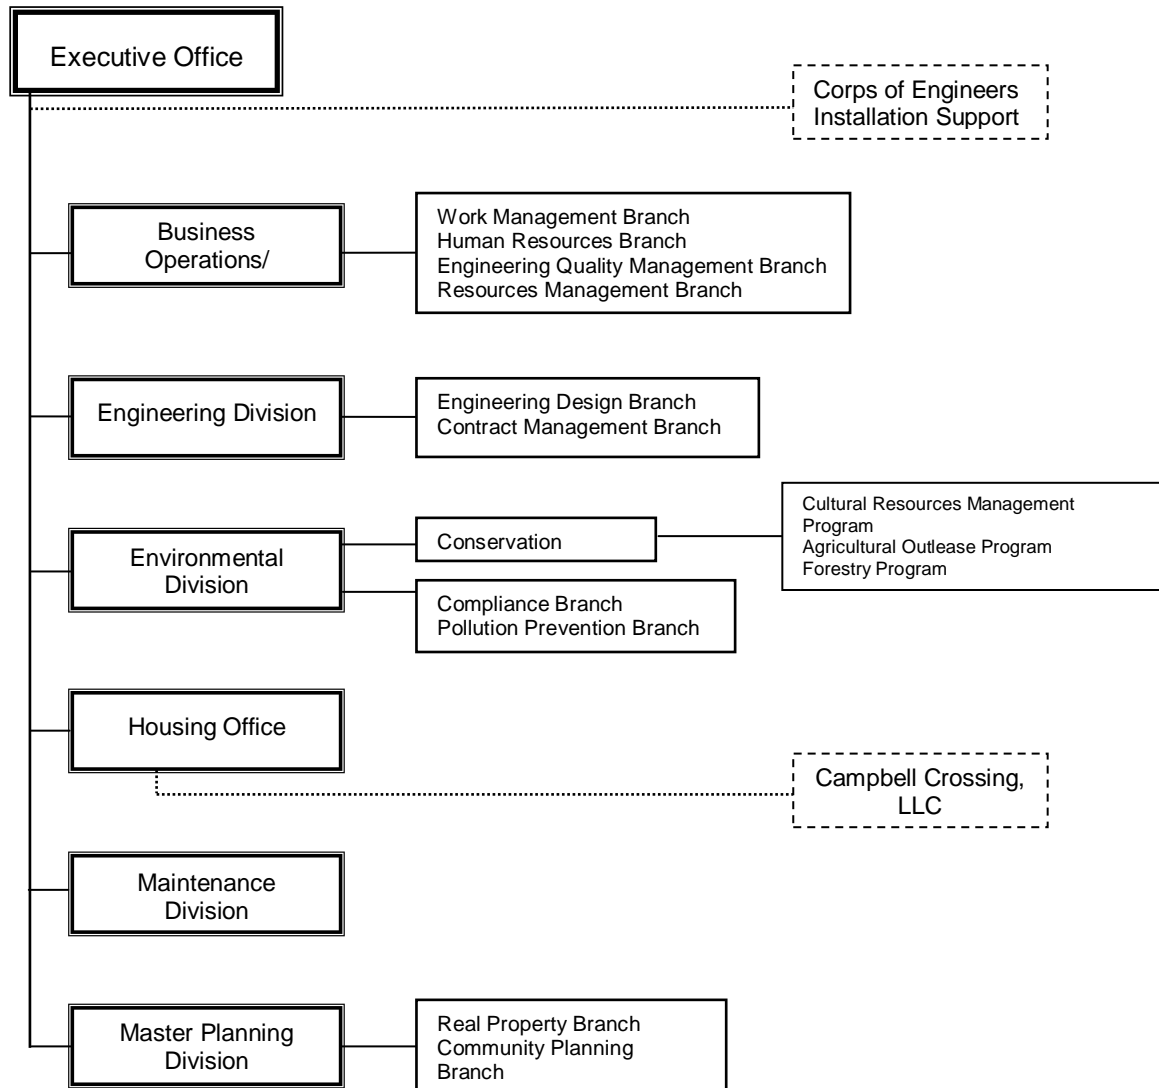 Executive Office
Corps of Engineers
Installation Support
Business
Operations/
Work Management Branch
Human Resources Branch
Engineering Quality Management Branch
Resources Management Branch
Engineering Division
Engineering Design Branch
Contract Management Branch
Environmental
Division
Conservation
Cultural Resources Management
Program
Agricultural Outlease Program
Forestry Program
Compliance Branch
Pollution Prevention Branch
Housing Office
Campbell Crossing,
LLC
Maintenance
Division
Master Planning
Division
Real Property Branch
Community Planning
Branch